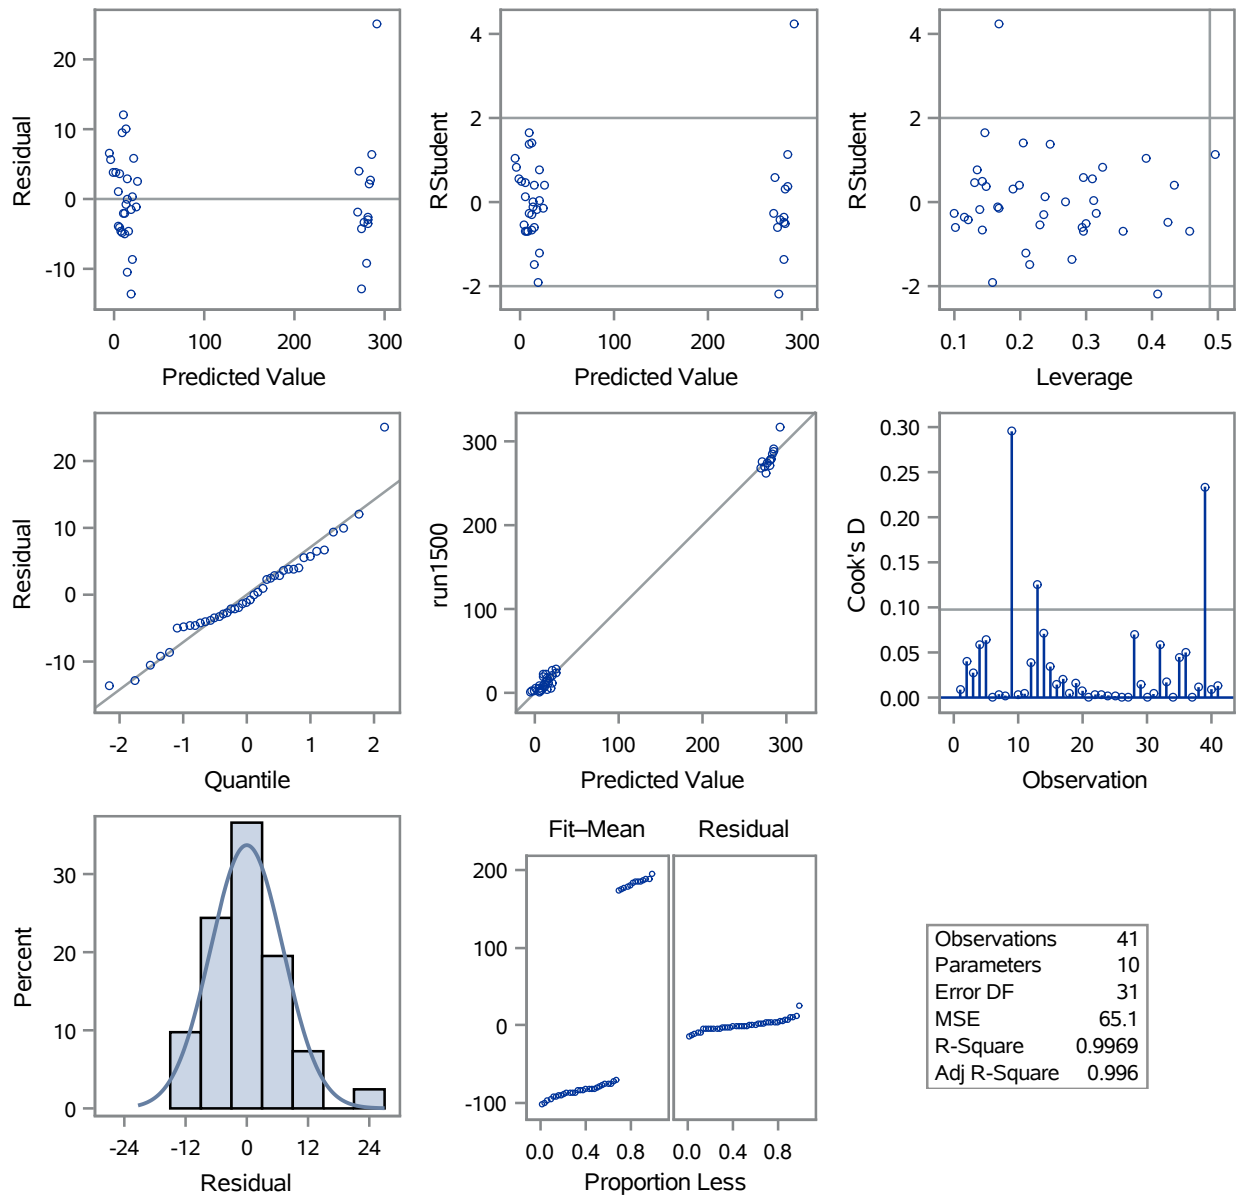 20
10
0
-10
Residual
0 100 200 300
Predicted Value
4
2
0
-2
RStudent
0 100 200 300
Predicted Value
4
2
0
-2
RStudent
0.1 0.2 0.3 0.4 0.5
Leverage
20
10
0
-10
Residual
-2 -1 0 1 2
Quantile
300
200
100
0
run1500
0 100 200 300
Predicted Value
0.30
0.25
0.20
0.15
0.10
0.05
0.00
Cook's D
0 10 20 30 40
Observation
30
20
10
0
Percent
-24 -12 0 12 24
Residual
Fit–Mean Residual
200
100
0
-100
0.0 0.4 0.8 0.0 0.4 0.8
Proportion Less
Observations 41
Parameters 10
Error DF 31
MSE 65.1
R-Square 0.9969
Adj R-Square 0.996